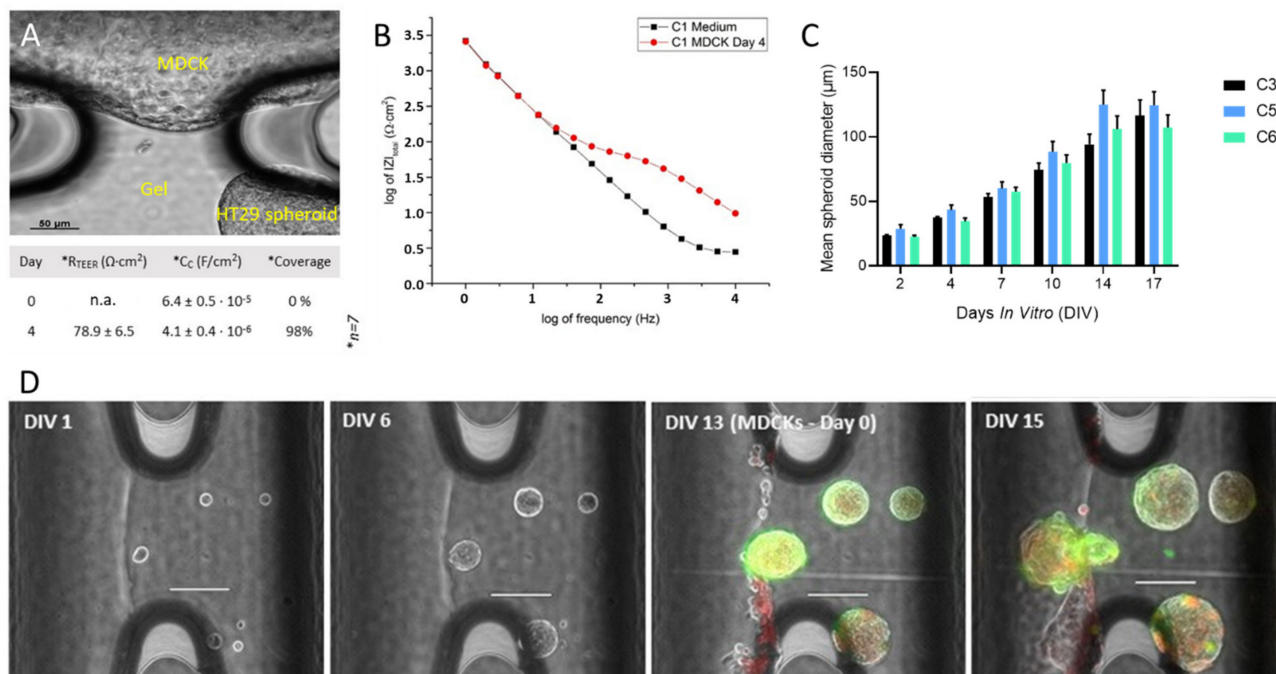 A
MDCK
Gel
HT29 spheroid
50 µm
Day *R_TEER (Ω·cm²) *C_C (F/cm²) *Coverage
0 n.a. 6.4 ± 0.5 · 10⁻⁵ 0 %
4 78.9 ± 6.5 4.1 ± 0.4 · 10⁻⁶ 98%
*n=7
B
C1 Medium
C1 MDCK Day 4
log of IZI_total (Ω·cm²)
3.5
3.0
2.5
2.0
1.5
1.0
0.5
0.0
0 1 2 3 4
log of frequency (Hz)
C
Mean spheroid diameter (µm)
150
100
50
0
2 4 7 10 14 17
Days In Vitro (DIV)
C3
C5
C6
D
DIV 1
DIV 6
DIV 13 (MDCKs - Day 0)
DIV 15